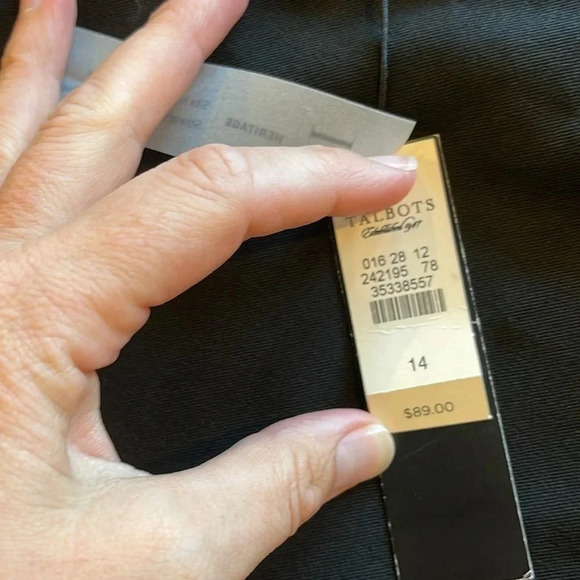 HERITAGE
TALBOTS
Established 1947
016 28 12
242195 78
35338557
14
$89.00